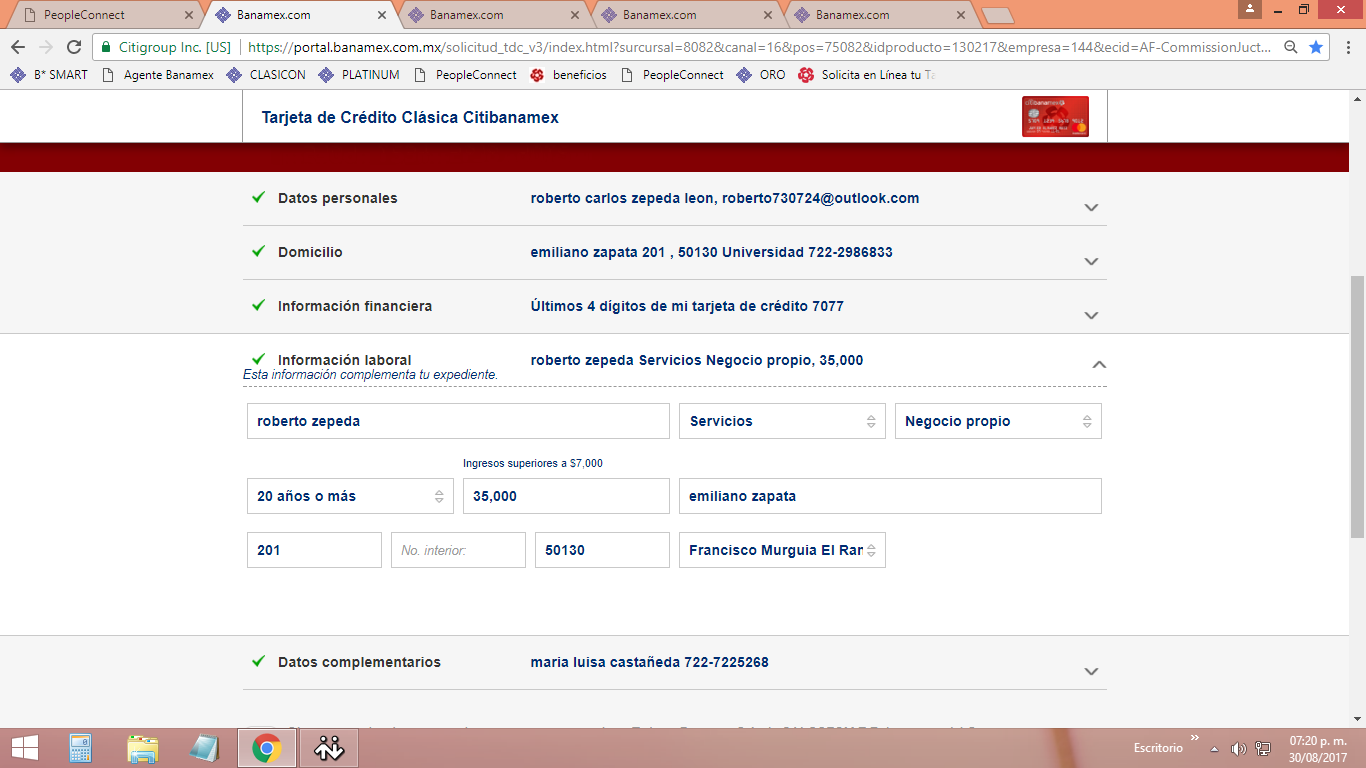 PeopleConnect
Banamex.com
Banamex.com
Banamex.com
Banamex.com
Citigroup Inc. [US]
https://portal.banamex.com.mx/solicitud_tdc_v3/index.html?surcursal=8082&canal=16&pos=75082&idproducto=130217&empresa=144&ecid=AF-CommissionJuct...
B* SMART
Agente Banamex
CLASICON
PLATINUM
PeopleConnect
beneficios
PeopleConnect
ORO
Solicita en Línea tu Ta
Tarjeta de Crédito Clásica Citibanamex
Datos personales
roberto carlos zepeda leon, roberto730724@outlook.com
Domicilio
emiliano zapata 201 , 50130 Universidad 722-2986833
Información financiera
Últimos 4 dígitos de mi tarjeta de crédito 7077
Información laboral
roberto zepeda Servicios Negocio propio, 35,000
Esta información complementa tu expediente.
roberto zepeda
Servicios
Negocio propio
Ingresos superiores a $7,000
20 años o más
35,000
emiliano zapata
201
No. interior:
50130
Francisco Murguia El Ran
Datos complementarios
maria luisa castañeda 722-7225268
Escritorio
07:20 p. m.
30/08/2017